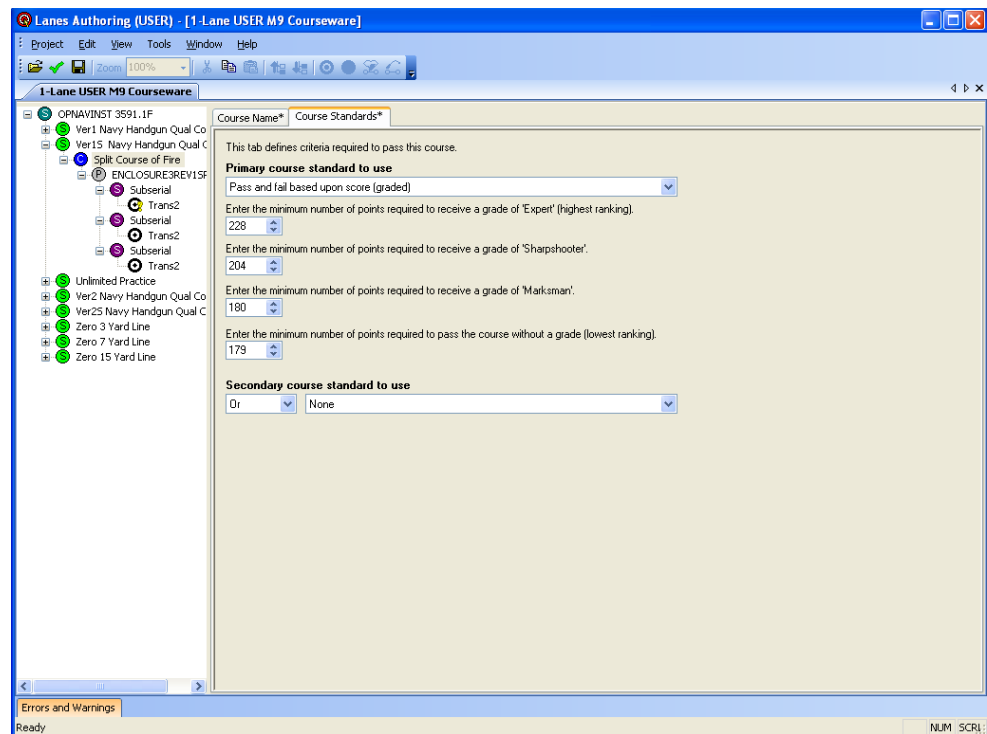 Lanes Authoring (USER) - [1-Lane USER M9 Courseware]
Project Edit View Tools Window Help
Zoom 100%
1-Lane USER M9 Courseware
OPNAVINST 3591.1F
Ver1 Navy Handgun Qual Co
Ver1S Navy Handgun Qual C
C Split Course of Fire
P ENCLOSURE3REV1SF
S Subserial
Trans2
S Subserial
Trans2
S Subserial
Trans2
S Unlimited Practice
S Ver2 Navy Handgun Qual Co
S Ver2S Navy Handgun Qual C
S Zero 3 Yard Line
S Zero 7 Yard Line
S Zero 15 Yard Line
Course Name* Course Standards*
This tab defines criteria required to pass this course.
Primary course standard to use
Pass and fail based upon score (graded)
Enter the minimum number of points required to receive a grade of 'Expert' (highest ranking).
228
Enter the minimum number of points required to receive a grade of 'Sharpshooter'.
204
Enter the minimum number of points required to receive a grade of 'Marksman'.
180
Enter the minimum number of points required to pass the course without a grade (lowest ranking).
179
Secondary course standard to use
Or None
Errors and Warnings
Ready NUM SCRL